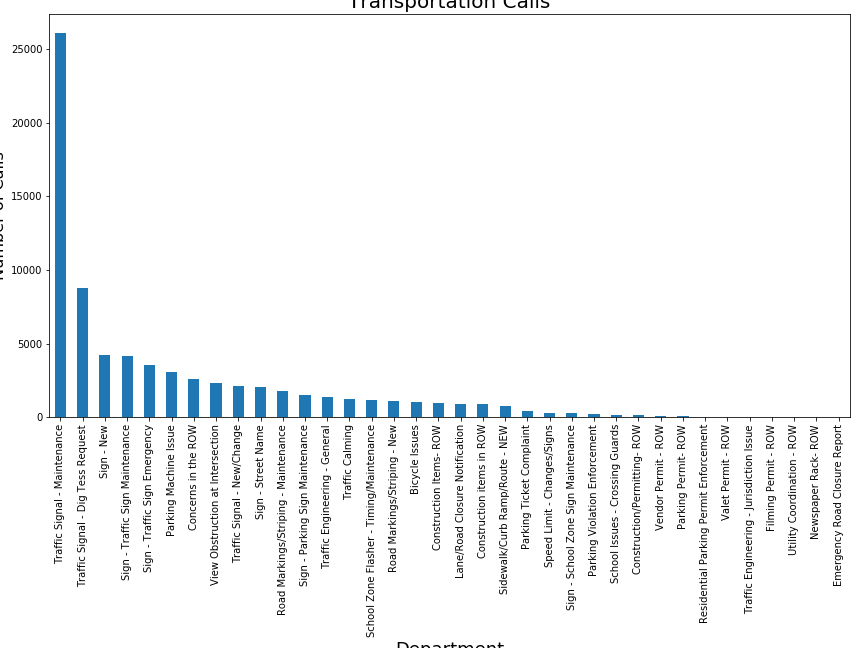 Transportation Calls
Number of Calls
25000
20000
15000
10000
5000
0
Traffic Signal - Maintenance
Traffic Signal - Dig Tess Request
Sign - New
Sign - Traffic Sign Maintenance
Sign - Traffic Sign Emergency
Parking Machine Issue
Concerns in the ROW
View Obstruction at Intersection
Traffic Signal - New/Change
Sign - Street Name
Road Markings/Striping - Maintenance
Sign - Parking Sign Maintenance
Traffic Engineering - General
Traffic Calming
School Zone Flasher - Timing/Maintenance
Road Markings/Striping - New
Bicycle Issues
Construction Items- ROW
Lane/Road Closure Notification
Construction items in ROW
Sidewalk/Curb Ramp/Route - NEW
Parking Ticket Complaint
Speed Limit - Changes/Signs
Sign - School Zone Sign Maintenance
Parking Violation Enforcement
School Issues - Crossing Guards
Construction/Permitting- ROW
Vendor Permit - ROW
Parking Permit- ROW
Residential Parking Permit Enforcement
Valet Permit - ROW
Traffic Engineering - Jurisdiction Issue
Filming Permit - ROW
Utility Coordination - ROW
Newspaper Rack- ROW
Emergency Road Closure Report
Department